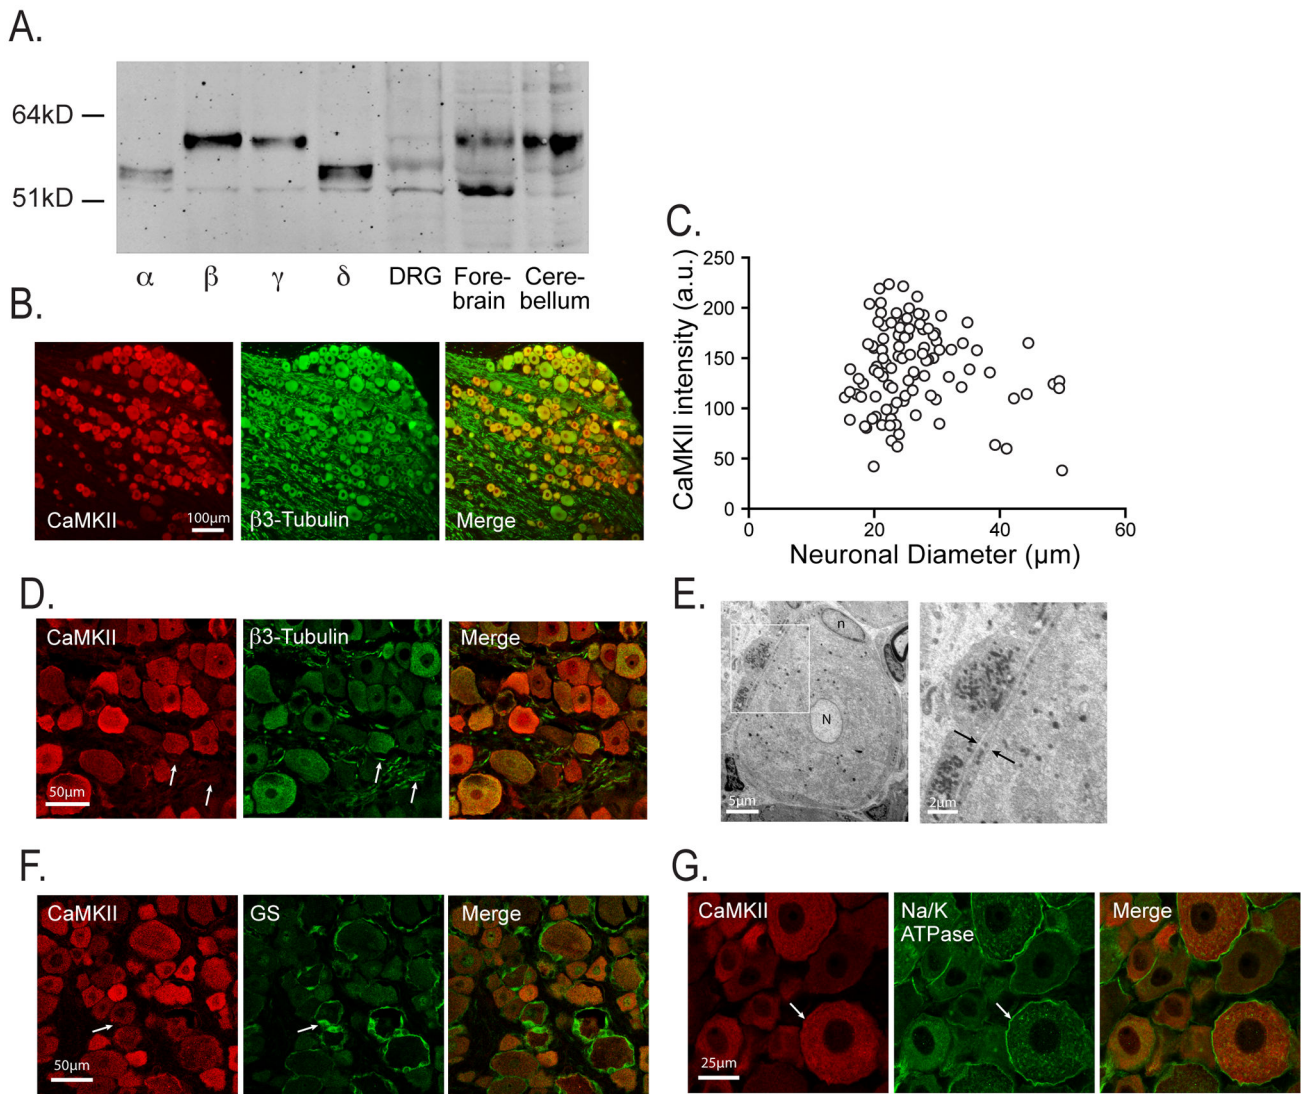 A.
64kD
51kD
α β γ δ DRG Fore-
brain Cere-
bellum
B.
CaMKII
100µm
β3-Tubulin
Merge
C.
CaMKII intensity (a.u.)
250
200
150
100
50
0
0 20 40 60
Neuronal Diameter (µm)
D.
CaMKII
50µm
β3-Tubulin
Merge
E.
n
N
5µm
2µm
F.
CaMKII
50µm
GS
Merge
G.
CaMKII
25µm
Na/K
ATPase
Merge